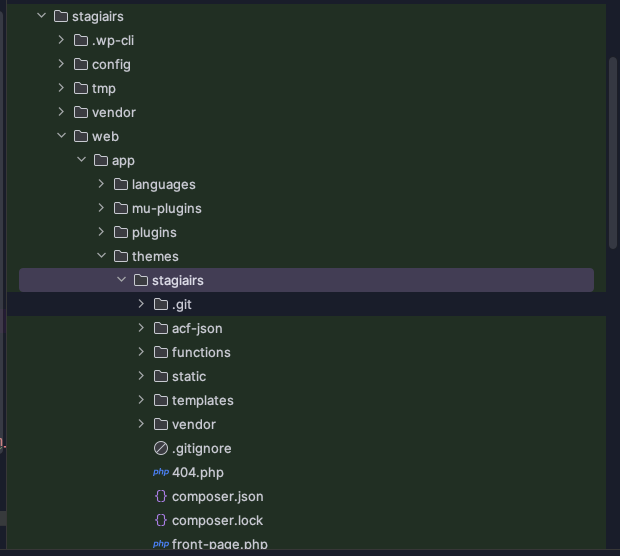 stagiairs
.wp-cli
config
tmp
vendor
web
app
languages
mu-plugins
plugins
themes
stagiairs
.git
acf-json
functions
static
templates
vendor
.gitignore
php 404.php
{} composer.json
{} composer.lock
php front-page.php